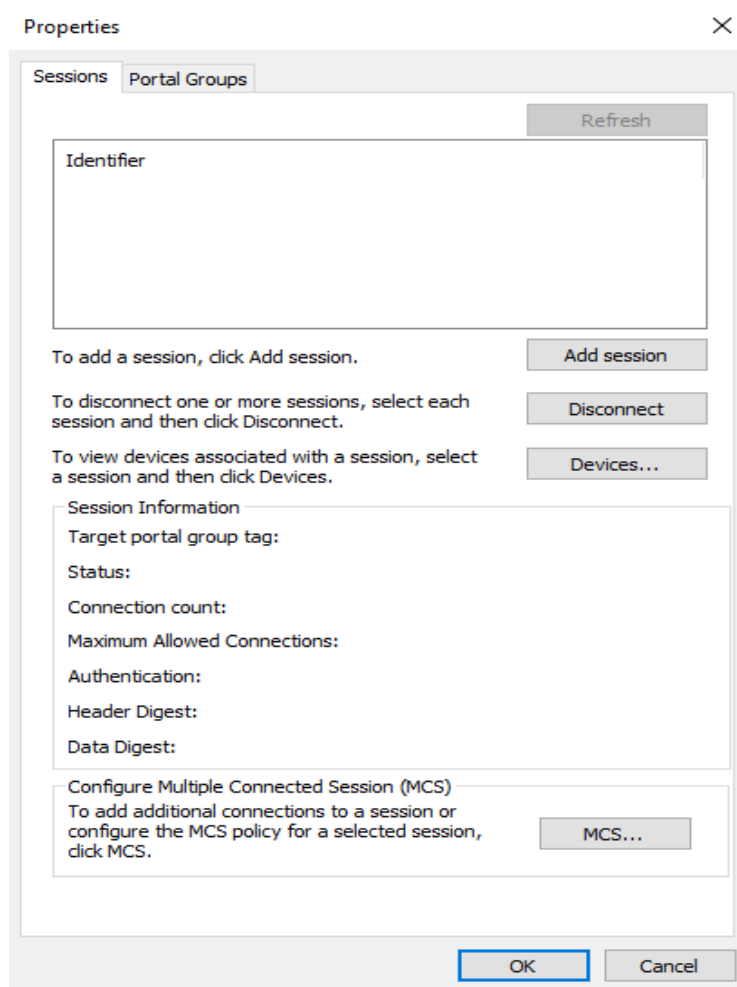 Properties
Sessions
Portal Groups
Refresh
Identifier
To add a session, click Add session.
Add session
To disconnect one or more sessions, select each
session and then click Disconnect.
Disconnect
To view devices associated with a session, select
a session and then click Devices.
Devices...
Session Information
Target portal group tag:
Status:
Connection count:
Maximum Allowed Connections:
Authentication:
Header Digest:
Data Digest:
Configure Multiple Connected Session (MCS)
To add additional connections to a session or
configure the MCS policy for a selected session,
click MCS.
MCS...
OK
Cancel